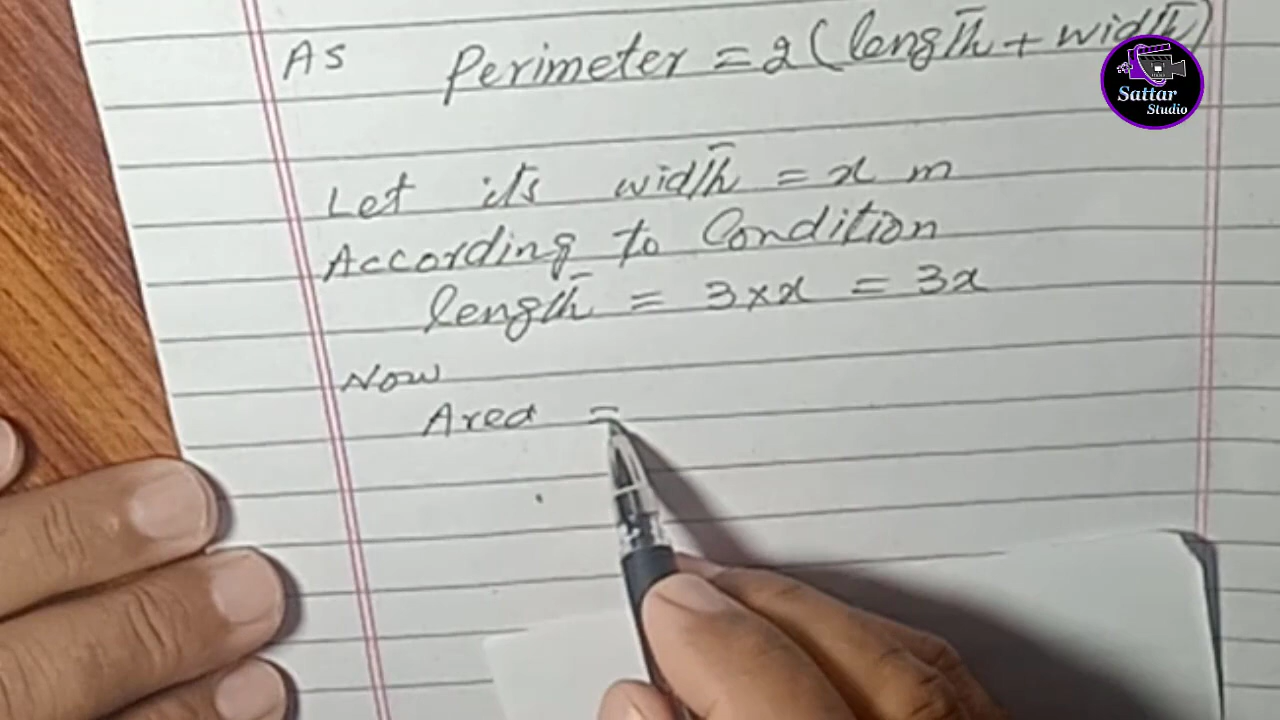 As Perimeter = 2(length + width)
Let its width = x m
According to Condition
length = 3×x = 3x
Now
Area =
Sattar
Studio